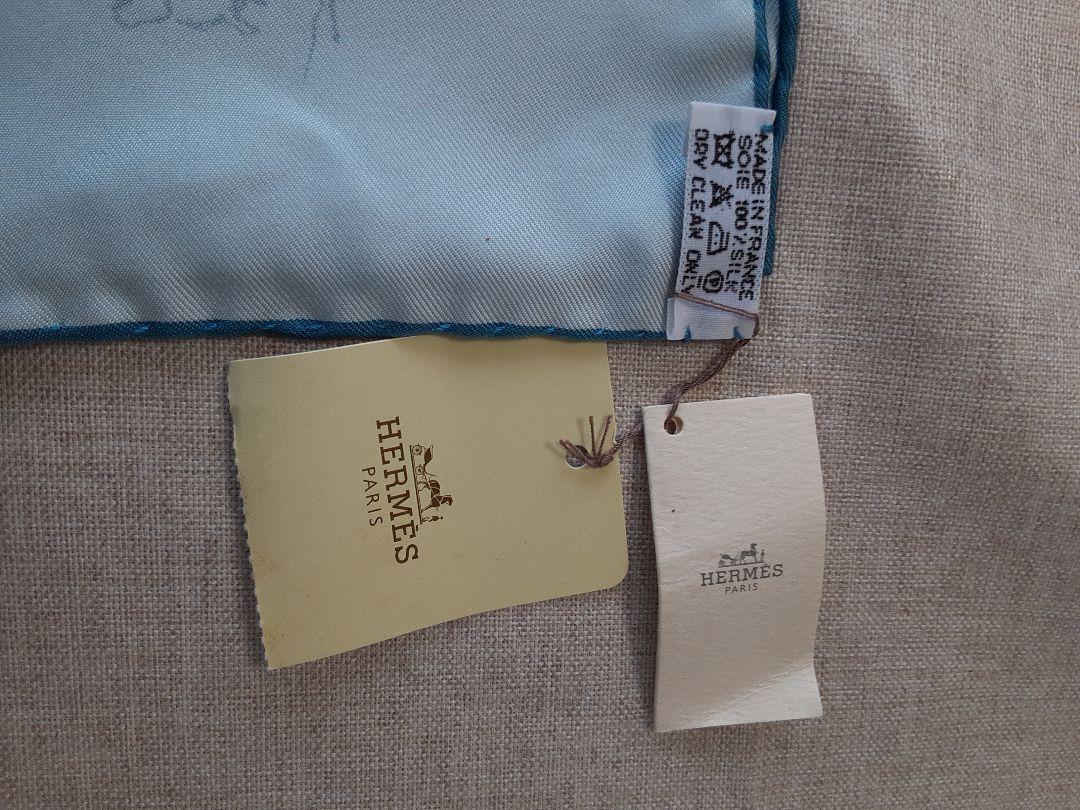 MADE IN FRANCE
SOIE 100% SILK
DRY CLEAN ONLY
HERMÈS
PARIS
HERMÈS
PARIS